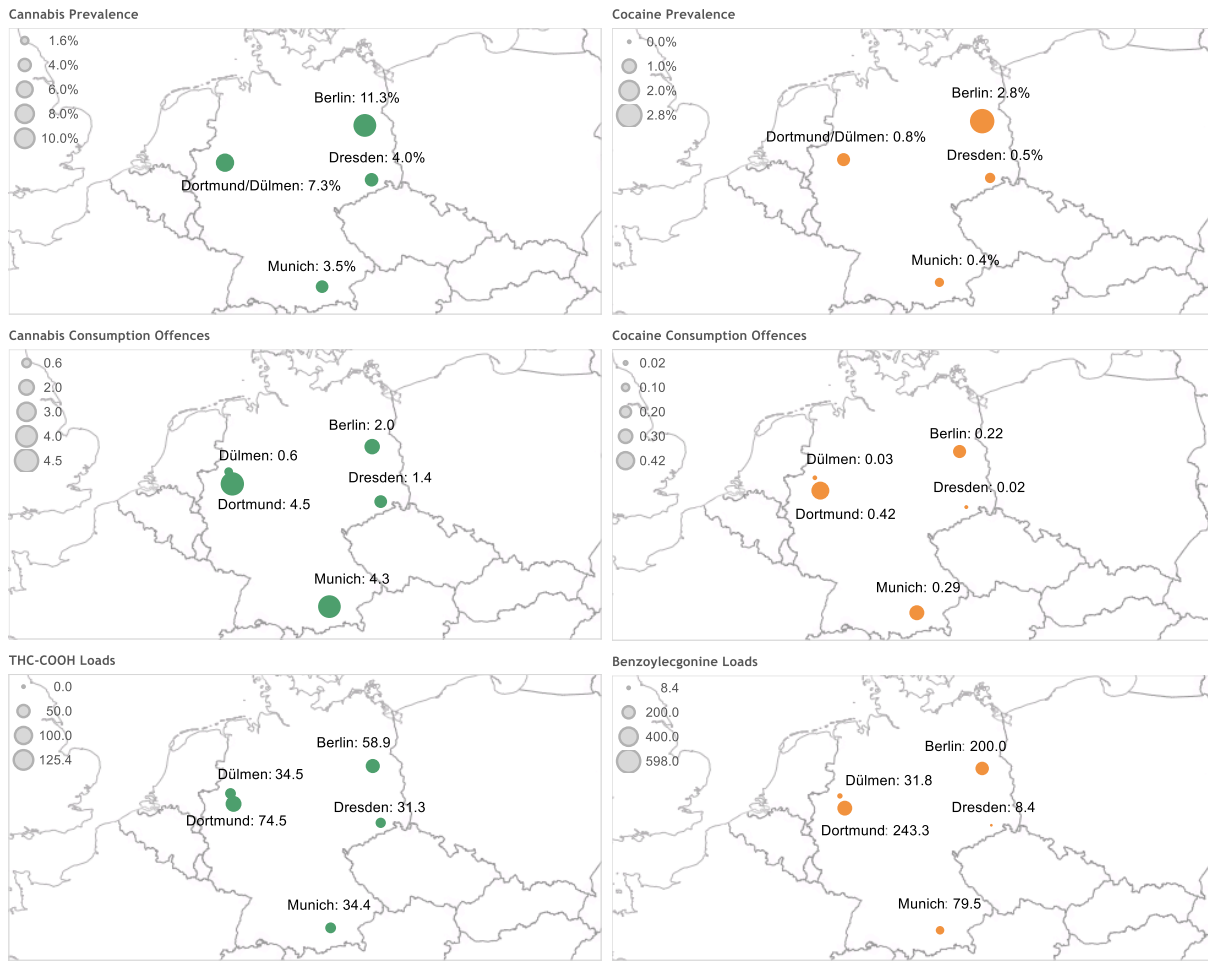 Cannabis Prevalence
1.6%
4.0%
6.0%
8.0%
10.0%
Berlin: 11.3%
Dresden: 4.0%
Dortmund/Dülmen: 7.3%
Munich: 3.5%
Cocaine Prevalence
0.0%
1.0%
2.0%
2.8%
Berlin: 2.8%
Dortmund/Dülmen: 0.8%
Dresden: 0.5%
Munich: 0.4%
Cannabis Consumption Offences
0.6
2.0
3.0
4.0
4.5
Berlin: 2.0
Dülmen: 0.6
Dresden: 1.4
Dortmund: 4.5
Munich: 4.3
Cocaine Consumption Offences
0.02
0.10
0.20
0.30
0.42
Berlin: 0.22
Dülmen: 0.03
Dresden: 0.02
Dortmund: 0.42
Munich: 0.29
THC-COOH Loads
0.0
50.0
100.0
125.4
Berlin: 58.9
Dülmen: 34.5
Dresden: 31.3
Dortmund: 74.5
Munich: 34.4
Benzoylecgonine Loads
8.4
200.0
400.0
598.0
Berlin: 200.0
Dülmen: 31.8
Dresden: 8.4
Dortmund: 243.3
Munich: 79.5